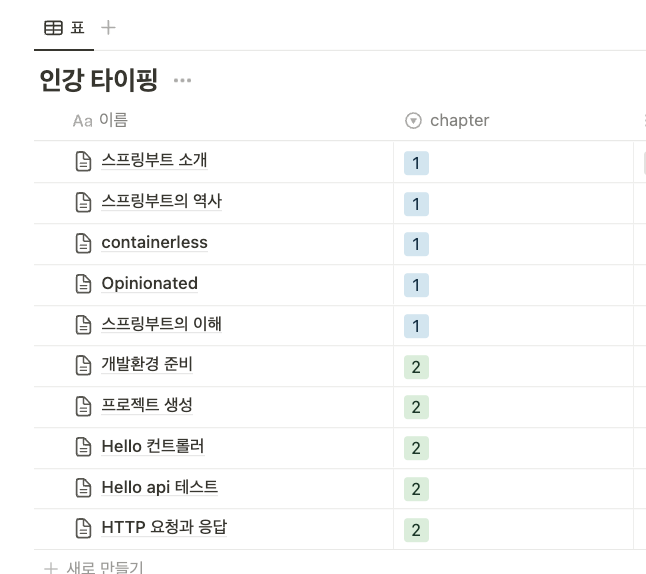 표
인강 타이핑 ...
Aa 이름 chapter
스프링부트 소개 1
스프링부트의 역사 1
containerless 1
Opinionated 1
스프링부트의 이해 1
개발환경 준비 2
프로젝트 생성 2
Hello 컨트롤러 2
Hello api 테스트 2
HTTP 요청과 응답 2
+ 새로 만들기